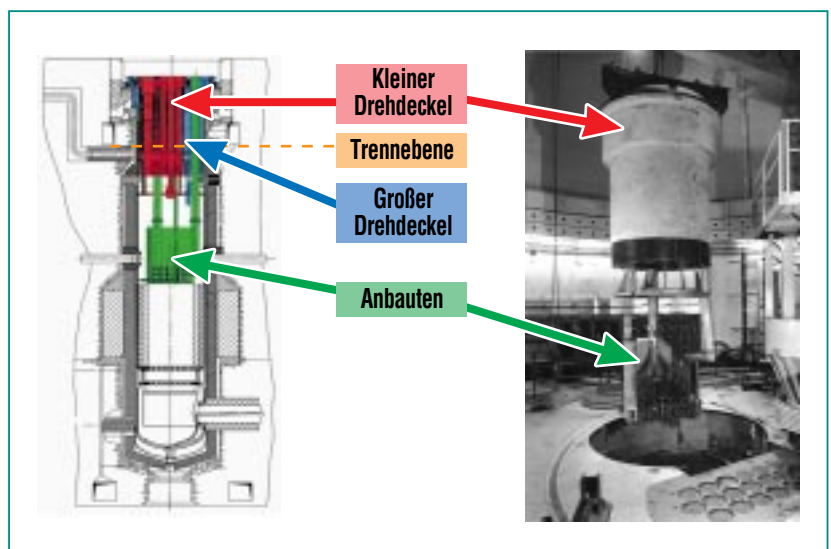 Kleiner
Drehdeckel
Trennebene
Großer
Drehdeckel
Anbauten